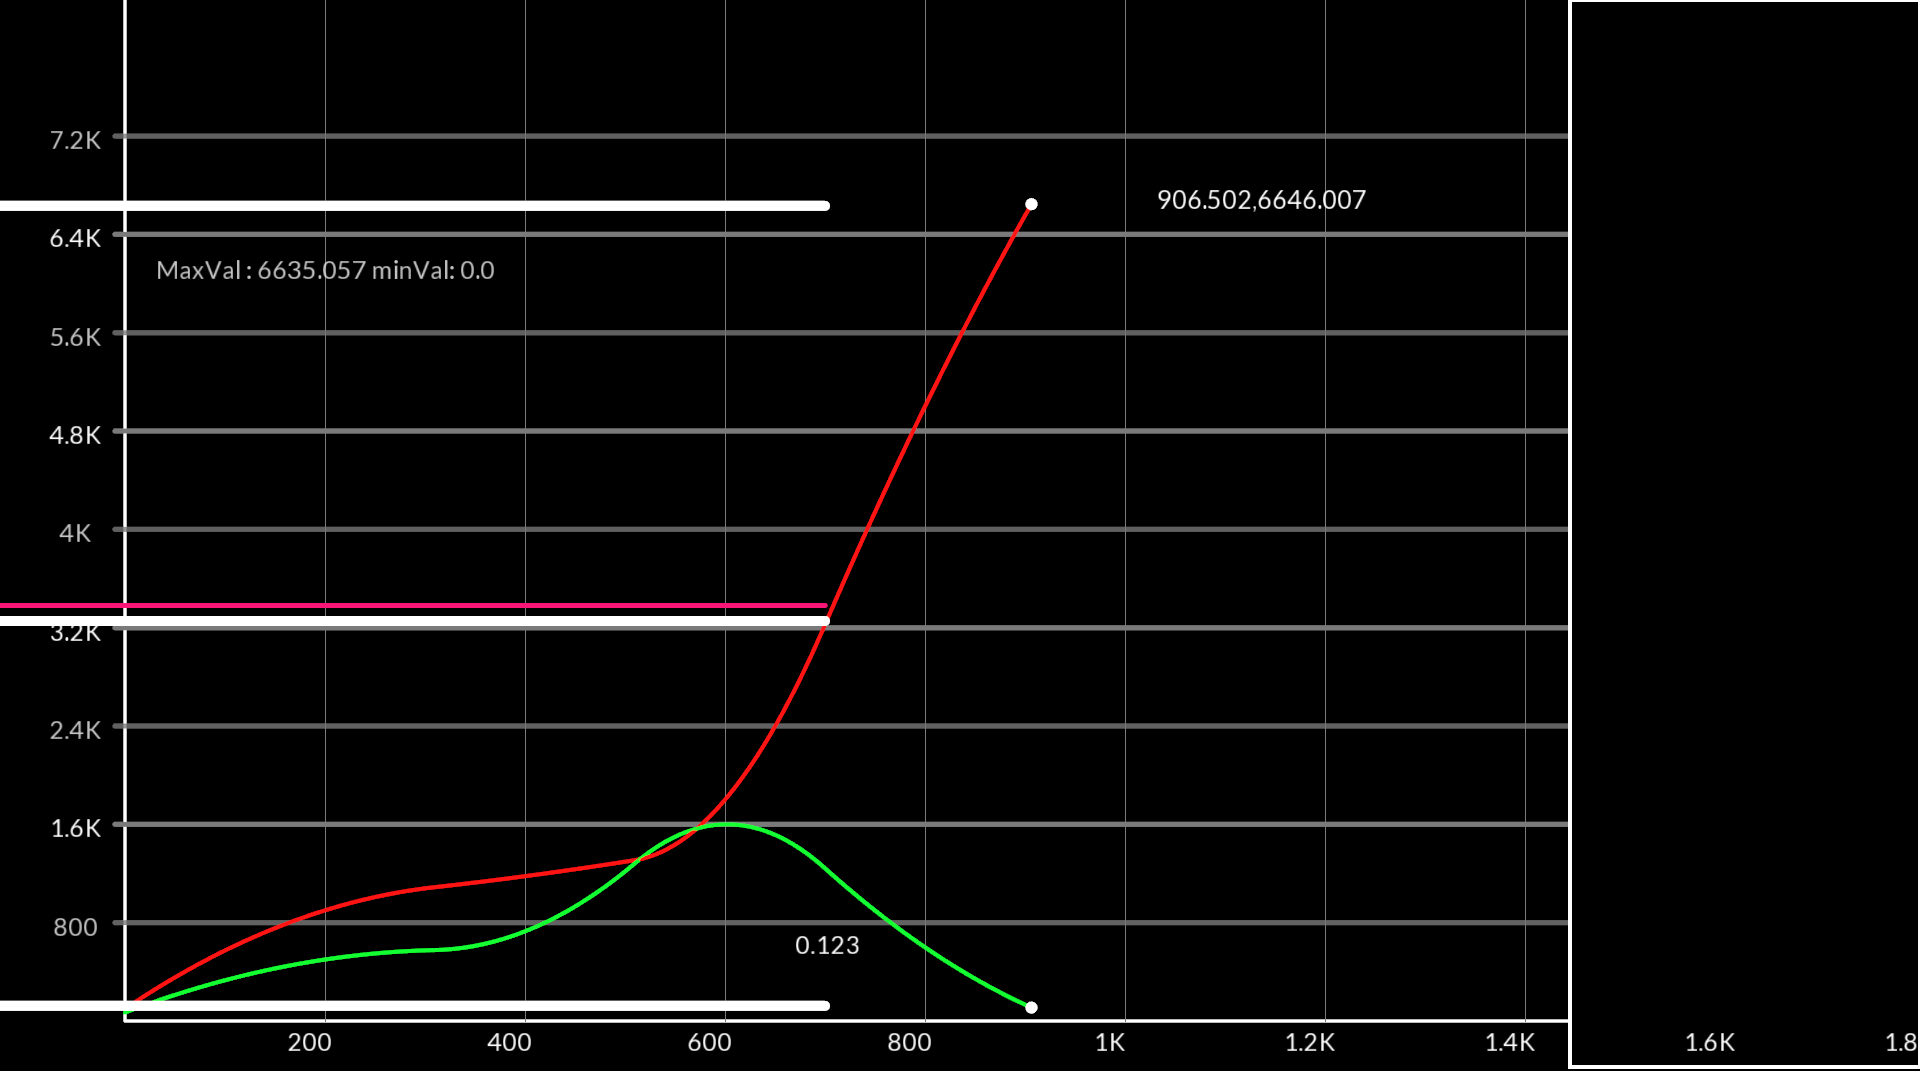 7.2K
906.502,6646.007
6.4K
MaxVal : 6635.057 minVal: 0.0
5.6K
4.8K
4K
3.2K
2.4K
1.6K
800
0.123
200 400 600 800 1K 1.2K 1.4K 1.6K 1.8